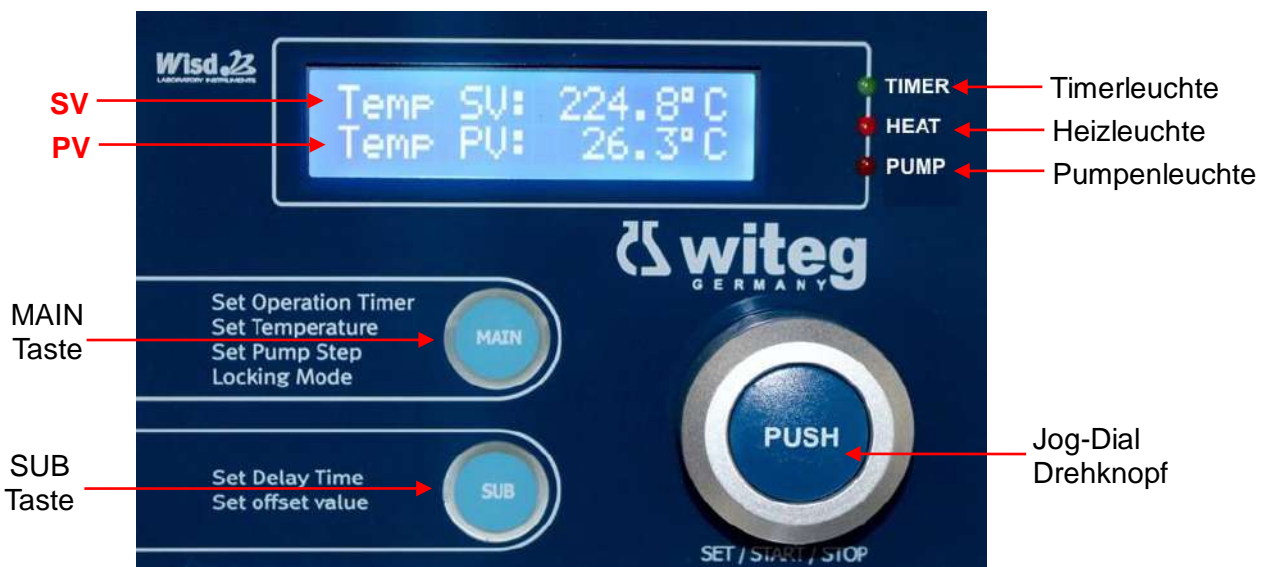 Wisd.23
LABORATORY INSTRUMENTS
SV
PV
Temp SV: 224.8°C
Temp PV: 26.3°C
TIMER
HEAT
PUMP
Timerleuchte
Heizleuchte
Pumpenleuchte
witeg
GERMANY
MAIN
Taste
Set Operation Timer
Set Temperature
Set Pump Step
Locking Mode
MAIN
SUB
Taste
Set Delay Time
Set offset value
SUB
PUSH
Jog-Dial
Drehknopf
SET / START / STOP